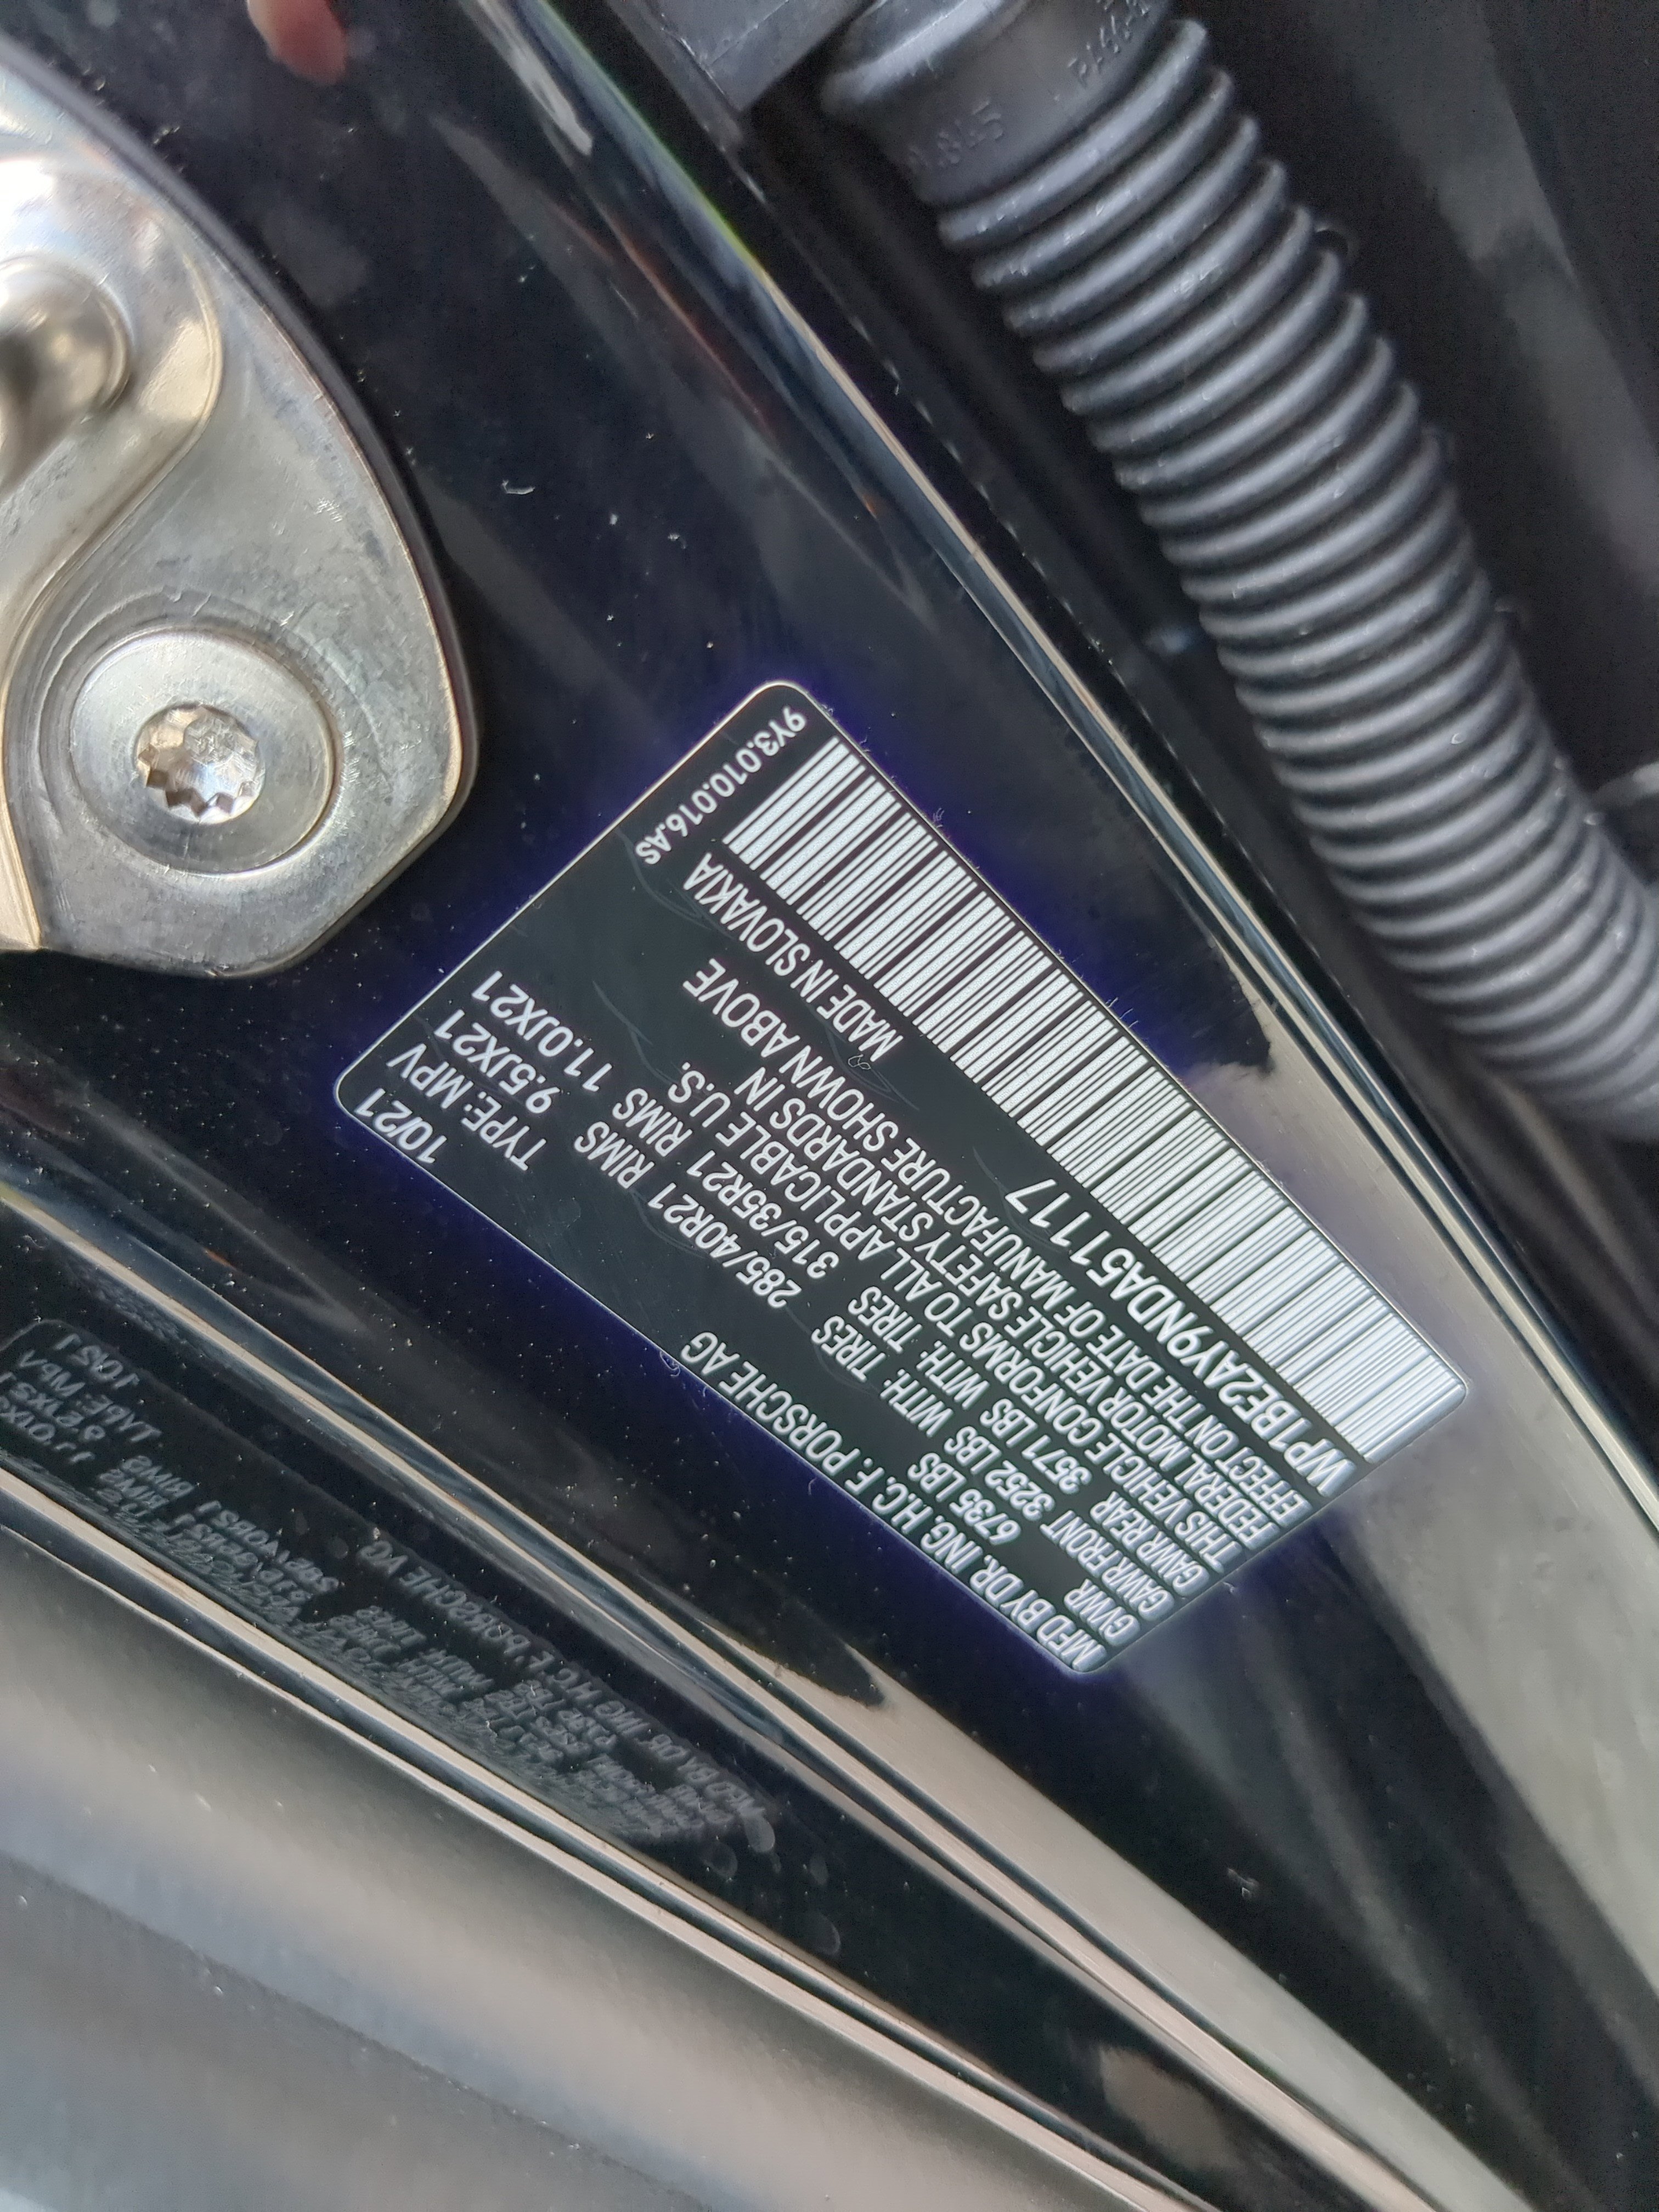 MFD BY DR. ING. H.C. F. PORSCHE AG 10/21
GVWR 6735 LBS TYPE: MPV
GAWR FRONT 3252 LBS WITH: TIRES 285/40R21 RIMS 9.5JX21
GAWR REAR 3571 LBS WITH: TIRES 315/35R21 RIMS 11.0JX21
THIS VEHICLE CONFORMS TO ALL APPLICABLE U.S.
FEDERAL MOTOR VEHICLE SAFETY STANDARDS IN
EFFECT ON THE DATE OF MANUFACTURE SHOWN ABOVE
WP1BE2AY9NDA51117 MADE IN SLOVAKIA
9Y3.010.016.AS